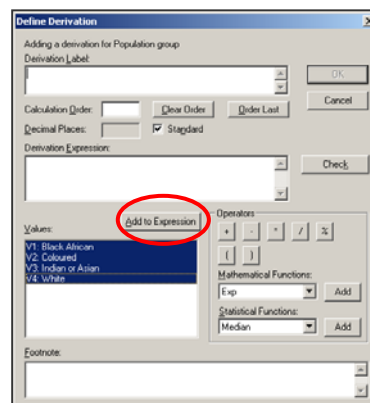 Define Derivation
Adding a derivation for Population group
Derivation Label:
OK
Cancel
Calculation Order:
Clear Order
Order Last
Decimal Places:
Standard
Derivation Expression:
Check
Add to Expression
Values:
V1: Black African
V2: Coloured
V3: Indian or Asian
V4: White
Operators
+ - * / %
( )
Mathematical Functions:
Exp
Add
Statistical Functions:
Median
Add
Footnote: